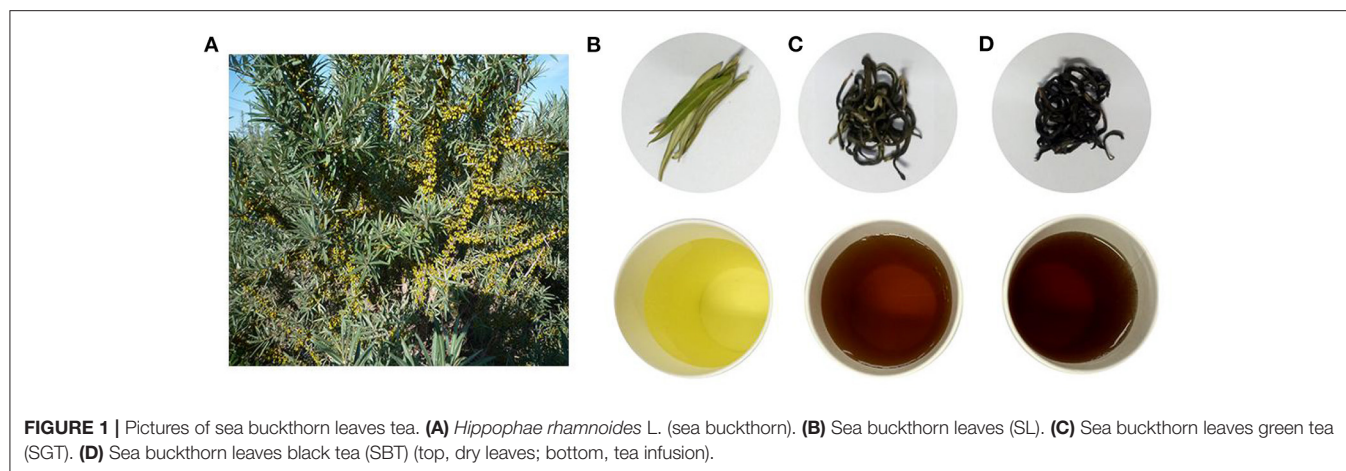 A
B
C
D
FIGURE 1 | Pictures of sea buckthorn leaves tea. (A) Hippophae rhamnoides L. (sea buckthorn). (B) Sea buckthorn leaves (SL). (C) Sea buckthorn leaves green tea
(SGT). (D) Sea buckthorn leaves black tea (SBT) (top, dry leaves; bottom, tea infusion).